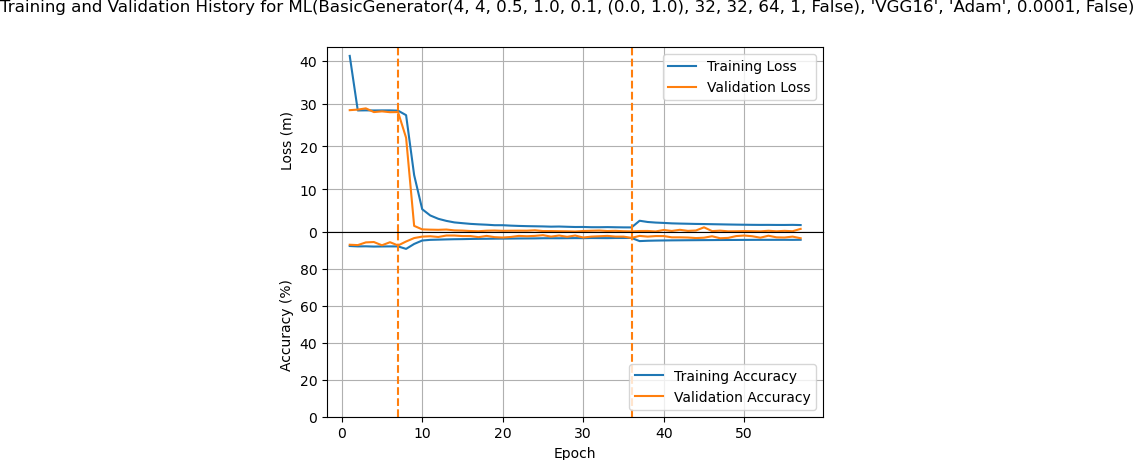 Training and Validation History for ML(BasicGenerator(4, 4, 0.5, 1.0, 0.1, (0.0, 1.0), 32, 32, 64, 1, False), 'VGG16', 'Adam', 0.0001, False)
40
30
20
10
0
Loss (m)
Training Loss
Validation Loss
80
60
40
20
0
Accuracy (%)
Training Accuracy
Validation Accuracy
0 10 20 30 40 50
Epoch